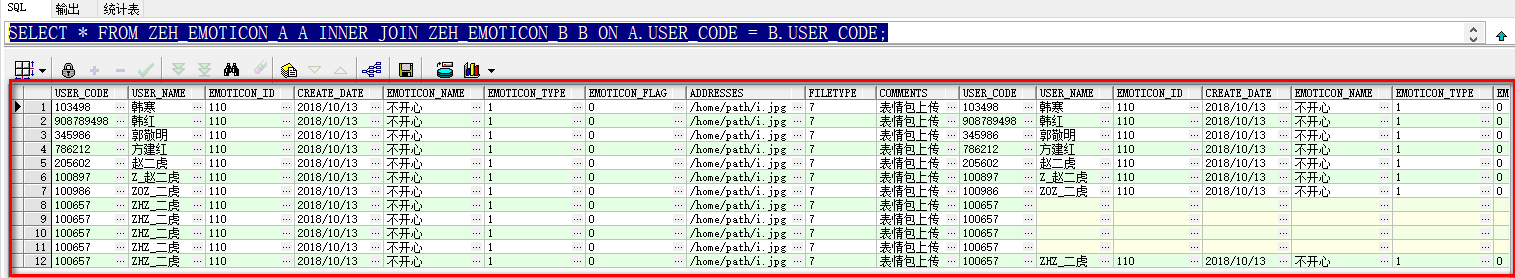 SQL 输出 统计表
SELECT * FROM ZEH_EMOTICON_A A INNER JOIN ZEH_EMOTICON_B B ON A.USER_CODE = B.USER_CODE;
USER_CODE USER_NAME EMOTICON_ID CREATE_DATE EMOTICON_NAME EMOTICON_TYPE EMOTICON_FLAG ADDRESSES FILETYPE COMMENTS USER_CODE USER_NAME EMOTICON_ID CREATE_DATE EMOTICON_NAME EMOTICON_TYPE EM
1 103498 ··· 韩寒 ··· 110 ··· 2018/10/13 ··· 不开心 ··· 1 ··· 0 ··· /home/path/i.jpg ··· 7 ··· 表情包上传 ··· 103498 ··· 韩寒 ··· 110 ··· 2018/10/13 ··· 不开心 ··· 1 ··· 0
2 908789498 ··· 韩红 ··· 110 ··· 2018/10/13 ··· 不开心 ··· 1 ··· 0 ··· /home/path/i.jpg ··· 7 ··· 表情包上传 ··· 908789498 ··· 韩红 ··· 110 ··· 2018/10/13 ··· 不开心 ··· 1 ··· 0
3 345986 ··· 郭敬明 ··· 110 ··· 2018/10/13 ··· 不开心 ··· 1 ··· 0 ··· /home/path/i.jpg ··· 7 ··· 表情包上传 ··· 345986 ··· 郭敬明 ··· 110 ··· 2018/10/13 ··· 不开心 ··· 1 ··· 0
4 786212 ··· 方建红 ··· 110 ··· 2018/10/13 ··· 不开心 ··· 1 ··· 0 ··· /home/path/i.jpg ··· 7 ··· 表情包上传 ··· 786212 ··· 方建红 ··· 110 ··· 2018/10/13 ··· 不开心 ··· 1 ··· 0
5 205602 ··· 赵二虎 ··· 110 ··· 2018/10/13 ··· 不开心 ··· 1 ··· 0 ··· /home/path/i.jpg ··· 7 ··· 表情包上传 ··· 205602 ··· 赵二虎 ··· 110 ··· 2018/10/13 ··· 不开心 ··· 1 ··· 0
6 100897 ··· Z_赵二虎 ··· 110 ··· 2018/10/13 ··· 不开心 ··· 1 ··· 0 ··· /home/path/i.jpg ··· 7 ··· 表情包上传 ··· 100897 ··· Z_赵二虎 ··· 110 ··· 2018/10/13 ··· 不开心 ··· 1 ··· 0
7 100986 ··· ZOZ_二虎 ··· 110 ··· 2018/10/13 ··· 不开心 ··· 1 ··· 0 ··· /home/path/i.jpg ··· 7 ··· 表情包上传 ··· 100986 ··· ZOZ_二虎 ··· 110 ··· 2018/10/13 ··· 不开心 ··· 1 ··· 0
8 100657 ··· ZHZ_二虎 ··· 110 ··· 2018/10/13 ··· 不开心 ··· 1 ··· 0 ··· /home/path/i.jpg ··· 7 ··· 表情包上传 ··· 100657 ··· ··· ··· ··· ··· ···
9 100657 ··· ZHZ_二虎 ··· 110 ··· 2018/10/13 ··· 不开心 ··· 1 ··· 0 ··· /home/path/i.jpg ··· 7 ··· 表情包上传 ··· 100657 ··· ··· ··· ··· ··· ···
10 100657 ··· ZHZ_二虎 ··· 110 ··· 2018/10/13 ··· 不开心 ··· 1 ··· 0 ··· /home/path/i.jpg ··· 7 ··· 表情包上传 ··· 100657 ··· ··· ··· ··· ··· ···
11 100657 ··· ZHZ_二虎 ··· 110 ··· 2018/10/13 ··· 不开心 ··· 1 ··· 0 ··· /home/path/i.jpg ··· 7 ··· 表情包上传 ··· 100657 ··· ··· ··· ··· ··· ···
12 100657 ··· ZHZ_二虎 ··· 110 ··· 2018/10/13 ··· 不开心 ··· 1 ··· 0 ··· /home/path/i.jpg ··· 7 ··· 表情包上传 ··· 100657 ··· ZHZ_二虎 ··· 110 ··· 2018/10/13 ··· 不开心 ··· 1 ··· 0